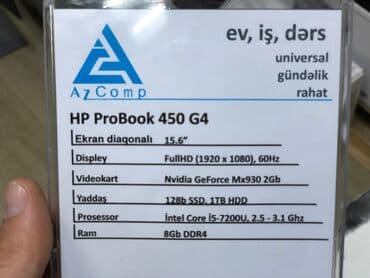 AzComp
ev, iş, dərs
universal
gündəlik
rahat
HP ProBook 450 G4
Ekran diaqonalı 15.6"
Displey FullHD (1920 x 1080), 60Hz
Videokart Nvidia GeForce Mx930 2Gb
Yaddaş 128b SSD, 1TB HDD
Prosessor İntel Core İ5-7200U, 2.5 - 3.1 Ghz
Ram 8Gb DDR4